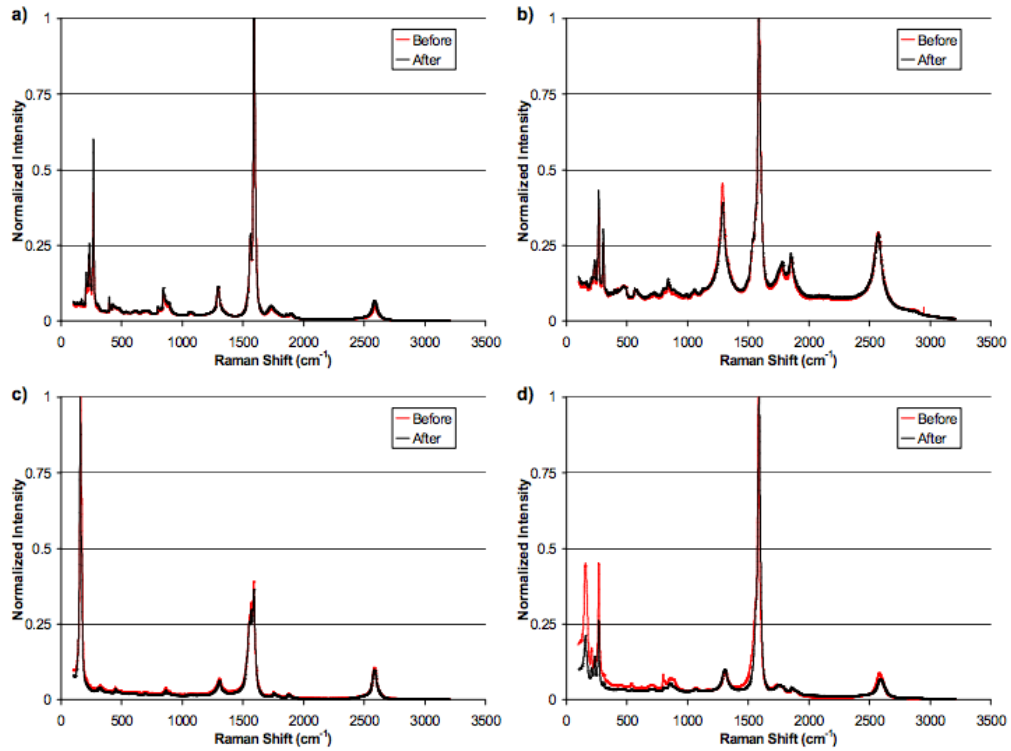 a)
Normalized Intensity
1
0.75
0.5
0.25
0
Before
After
0 500 1000 1500 2000 2500 3000 3500
Raman Shift (cm⁻¹)
b)
Normalized Intensity
1
0.75
0.5
0.25
0
Before
After
0 500 1000 1500 2000 2500 3000 3500
Raman Shift (cm⁻¹)
c)
Normalized Intensity
1
0.75
0.5
0.25
0
Before
After
0 500 1000 1500 2000 2500 3000 3500
Raman Shift (cm⁻¹)
d)
Normalized Intensity
1
0.75
0.5
0.25
0
Before
After
0 500 1000 1500 2000 2500 3000 3500
Raman Shift (cm⁻¹)